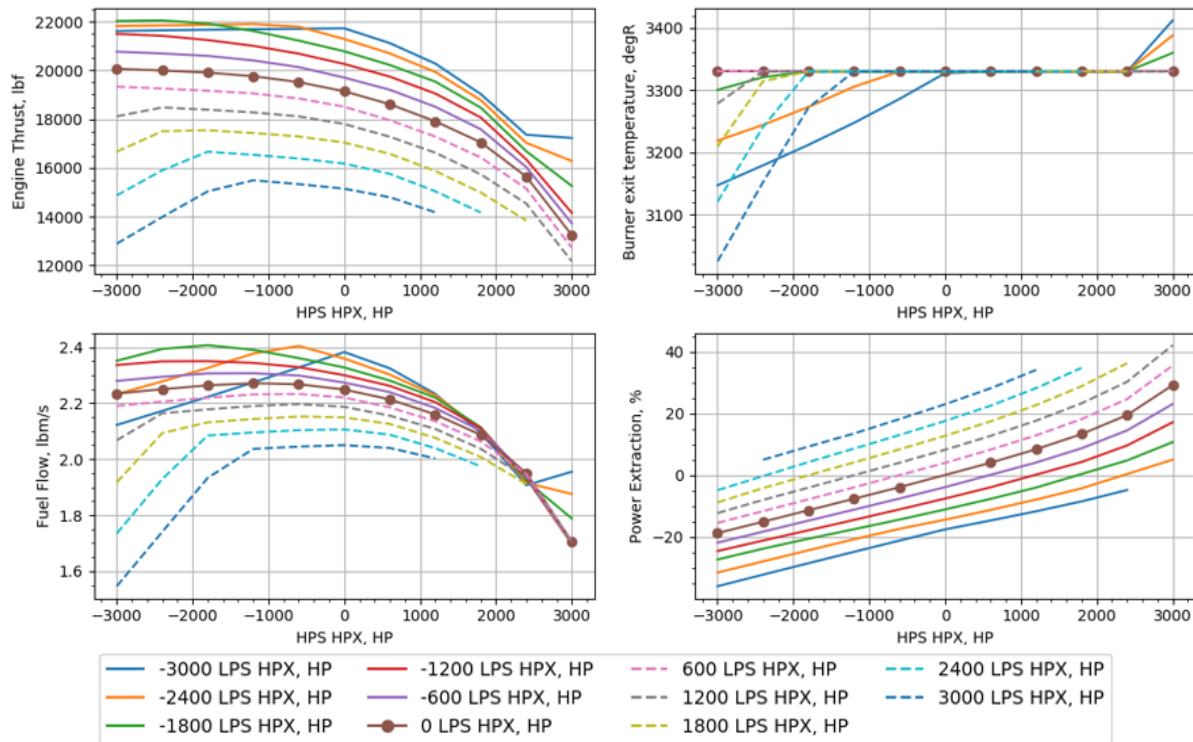 22000
20000
18000
16000
14000
12000
Engine Thrust, lbf
−3000 −2000 −1000 0 1000 2000 3000
HPS HPX, HP
3400
3300
3200
3100
Burner exit temperature, degR
−3000 −2000 −1000 0 1000 2000 3000
HPS HPX, HP
2.4
2.2
2.0
1.8
1.6
Fuel Flow, lbm/s
−3000 −2000 −1000 0 1000 2000 3000
HPS HPX, HP
40
20
0
−20
Power Extraction, %
−3000 −2000 −1000 0 1000 2000 3000
HPS HPX, HP
-3000 LPS HPX, HP
-2400 LPS HPX, HP
-1800 LPS HPX, HP
-1200 LPS HPX, HP
-600 LPS HPX, HP
0 LPS HPX, HP
600 LPS HPX, HP
1200 LPS HPX, HP
1800 LPS HPX, HP
2400 LPS HPX, HP
3000 LPS HPX, HP